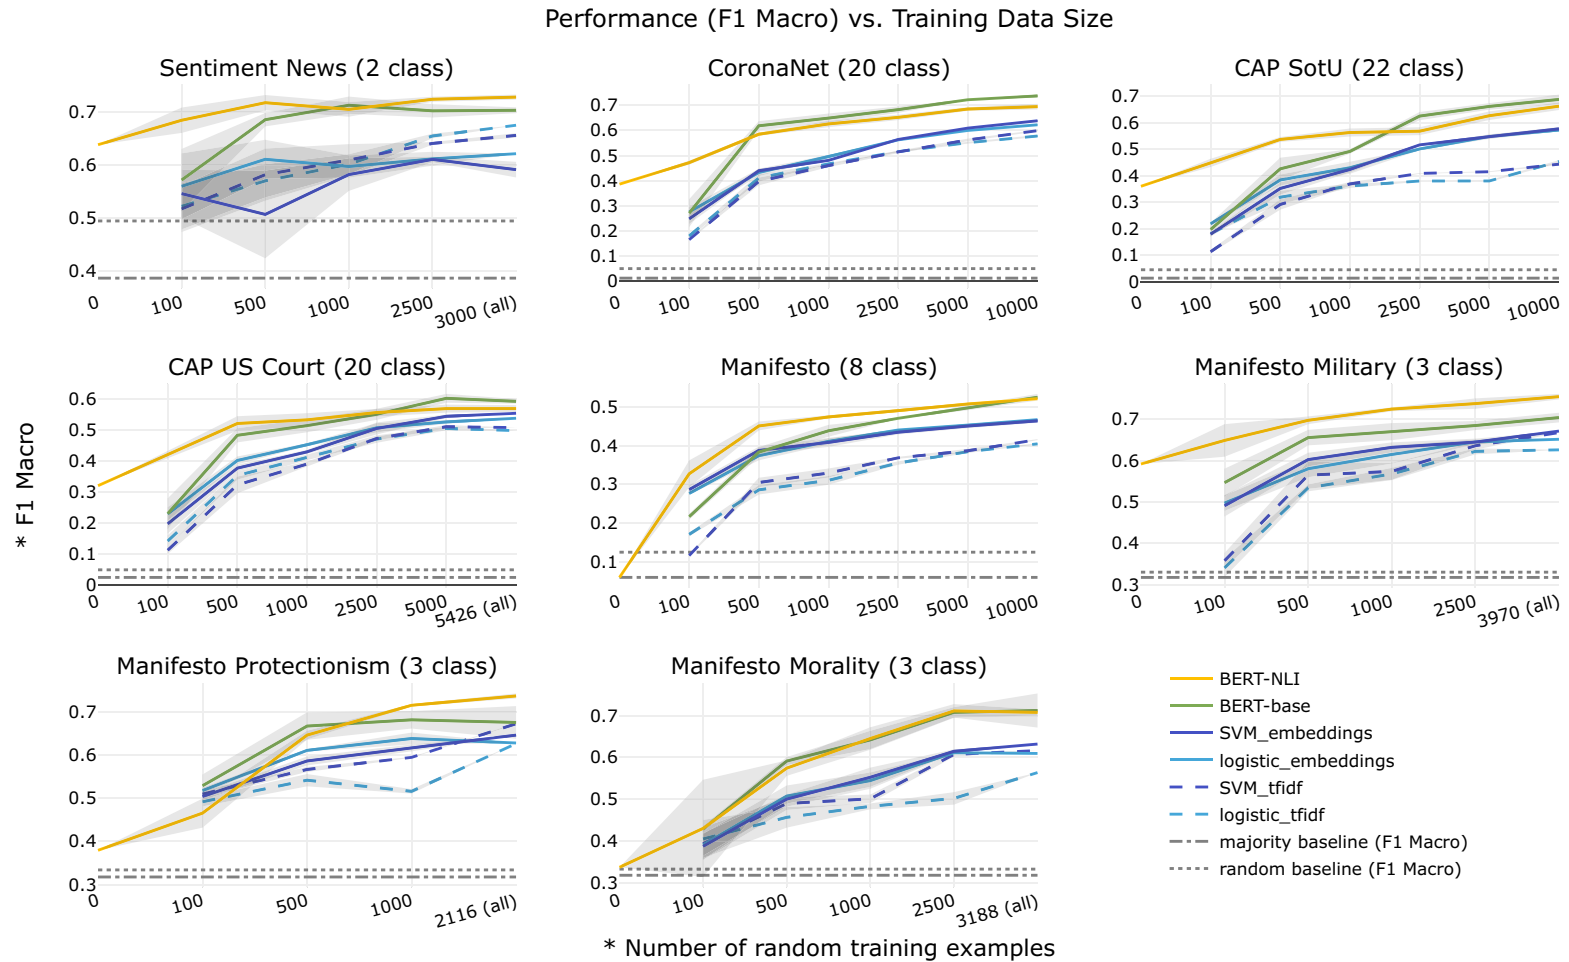 Performance (F1 Macro) vs. Training Data Size
Sentiment News (2 class)
0.7
0.6
0.5
0.4
0 100 500 1000 2500 3000 (all)
CoronaNet (20 class)
0.7
0.6
0.5
0.4
0.3
0.2
0.1
0
0 100 500 1000 2500 5000 10000
CAP SotU (22 class)
0.7
0.6
0.5
0.4
0.3
0.2
0.1
0
0 100 500 1000 2500 5000 10000
* F1 Macro
CAP US Court (20 class)
0.6
0.5
0.4
0.3
0.2
0.1
0
0 100 500 1000 2500 5000 5426 (all)
Manifesto (8 class)
0.5
0.4
0.3
0.2
0.1
0 100 500 1000 2500 5000 10000
Manifesto Military (3 class)
0.7
0.6
0.5
0.4
0.3
0 100 500 1000 2500 3970 (all)
Manifesto Protectionism (3 class)
0.7
0.6
0.5
0.4
0.3
0 100 500 1000 2116 (all)
Manifesto Morality (3 class)
0.7
0.6
0.5
0.4
0.3
0 100 500 1000 2500 3188 (all)
BERT-NLI
BERT-base
SVM_embeddings
logistic_embeddings
SVM_tfidf
logistic_tfidf
majority baseline (F1 Macro)
random baseline (F1 Macro)
* Number of random training examples